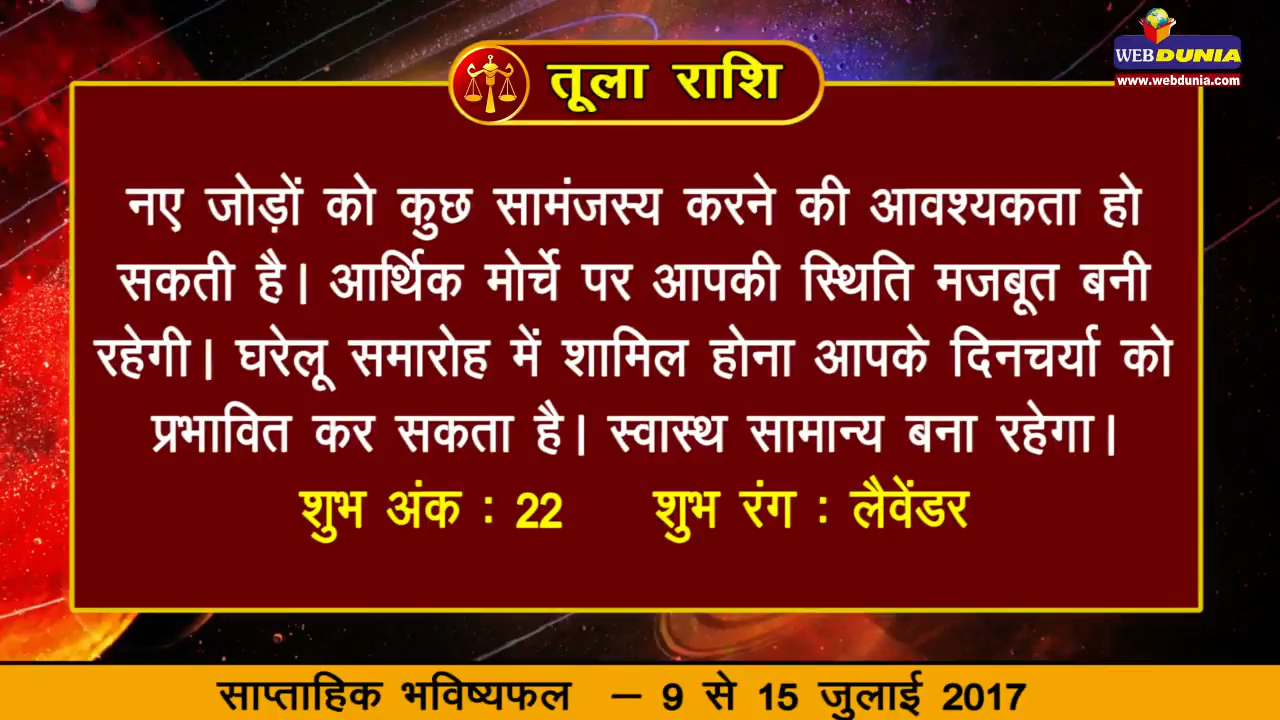 WEBDUNIA
www.webdunia.com
तूला राशि
नए जोड़ों को कुछ सामंजस्य करने की आवश्यकता हो
सकती है। आर्थिक मोर्चे पर आपकी स्थिति मजबूत बनी
रहेगी। घरेलू समारोह में शामिल होना आपके दिनचर्या को
प्रभावित कर सकता है। स्वास्थ सामान्य बना रहेगा।
शुभ अंक : 22 शुभ रंग : लैवेंडर
साप्ताहिक भविष्यफल – 9 से 15 जुलाई 2017